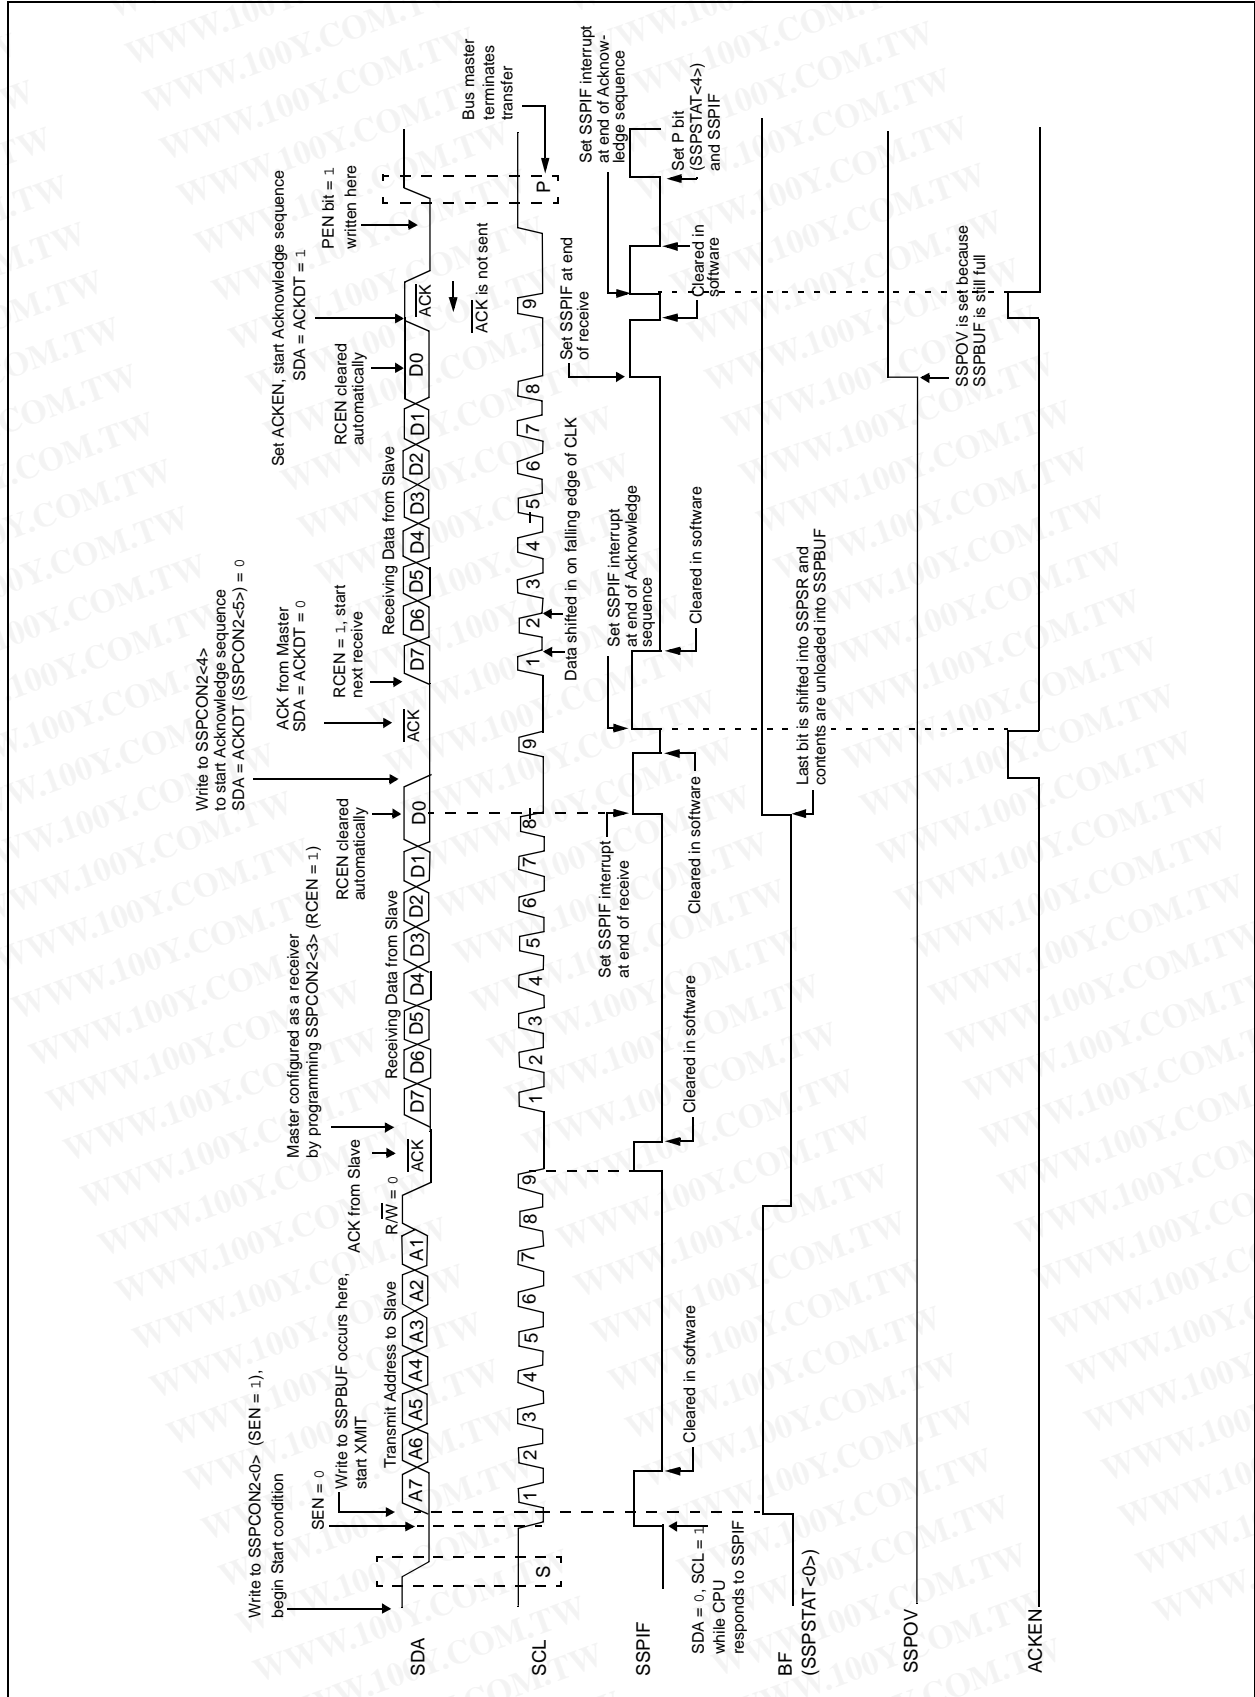 Write to SSPCON2<0> (SEN = 1),
begin Start condition
SEN = 0
Write to SSPBUF occurs here,
start XMIT
Transmit Address to Slave
R/W = 0
ACK from Slave
Master configured as a receiver
by programming SSPCON2<3> (RCEN = 1)
Receiving Data from Slave
RCEN cleared
automatically
Write to SSPCON2<4>
to start Acknowledge sequence
SDA = ACKDT (SSPCON2<5>) = 0
ACK from Master
SDA = ACKDT = 0
RCEN = 1, start
next receive
Receiving Data from Slave
RCEN cleared
automatically
Set ACKEN, start Acknowledge sequence
SDA = ACKDT = 1
PEN bit = 1
written here
SDA
A7 A6 A5 A4 A3 A2 A1 ACK D7 D6 D5 D4 D3 D2 D1 D0 ACK D7 D6 D5 D4 D3 D2 D1 D0 ACK
ACK is not sent
Bus master
terminates
transfer
SCL
S 1 2 3 4 5 6 7 8 9 1 2 3 4 5 6 7 8 9 1 2 3 4 5 6 7 8 9 P
Data shifted in on falling edge of CLK
Set SSPIF interrupt
at end of receive
Set SSPIF interrupt
at end of Acknowledge
sequence
Set SSPIF at end
of receive
Set SSPIF interrupt
at end of Acknow-
ledge sequence
SSPIF
SDA = 0, SCL = 1
while CPU
responds to SSPIF
Cleared in software
Cleared in software
Cleared in software
Cleared in software
Cleared in
software
Set P bit
(SSPSTAT<4>)
and SSPIF
BF
(SSPSTAT<0>)
Last bit is shifted into SSPSR and
contents are unloaded into SSPBUF
SSPOV
SSPOV is set because
SSPBUF is still full
ACKEN
WWW.100Y.COM.TW